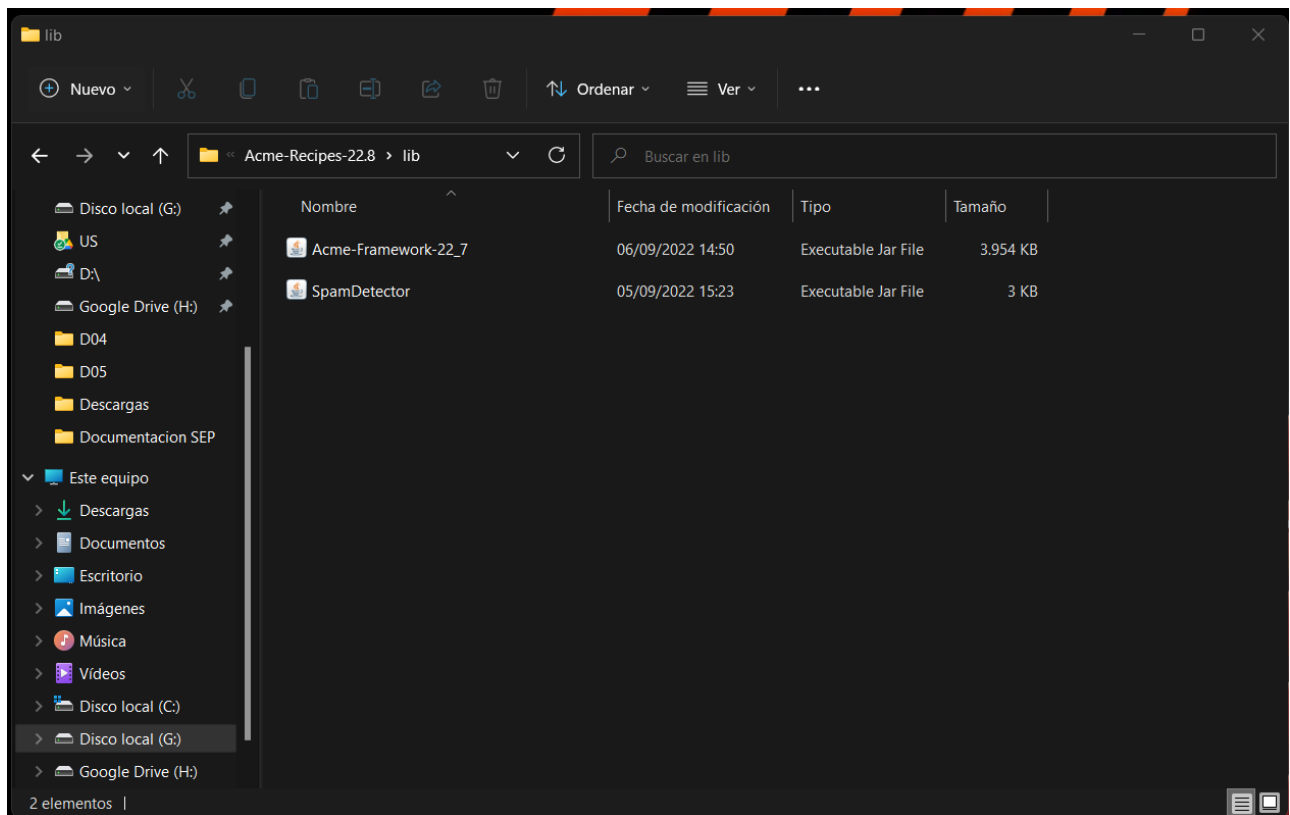 lib
Nuevo Ordenar Ver
Acme-Recipes-22.8 lib Buscar en lib
Disco local (G:)
US
D:\
Google Drive (H:)
D04
D05
Descargas
Documentacion SEP
Este equipo
Descargas
Documentos
Escritorio
Imágenes
Música
Vídeos
Disco local (C:)
Disco local (G:)
Google Drive (H:)
Nombre Fecha de modificación Tipo Tamaño
Acme-Framework-22_7 06/09/2022 14:50 Executable Jar File 3.954 KB
SpamDetector 05/09/2022 15:23 Executable Jar File 3 KB
2 elementos